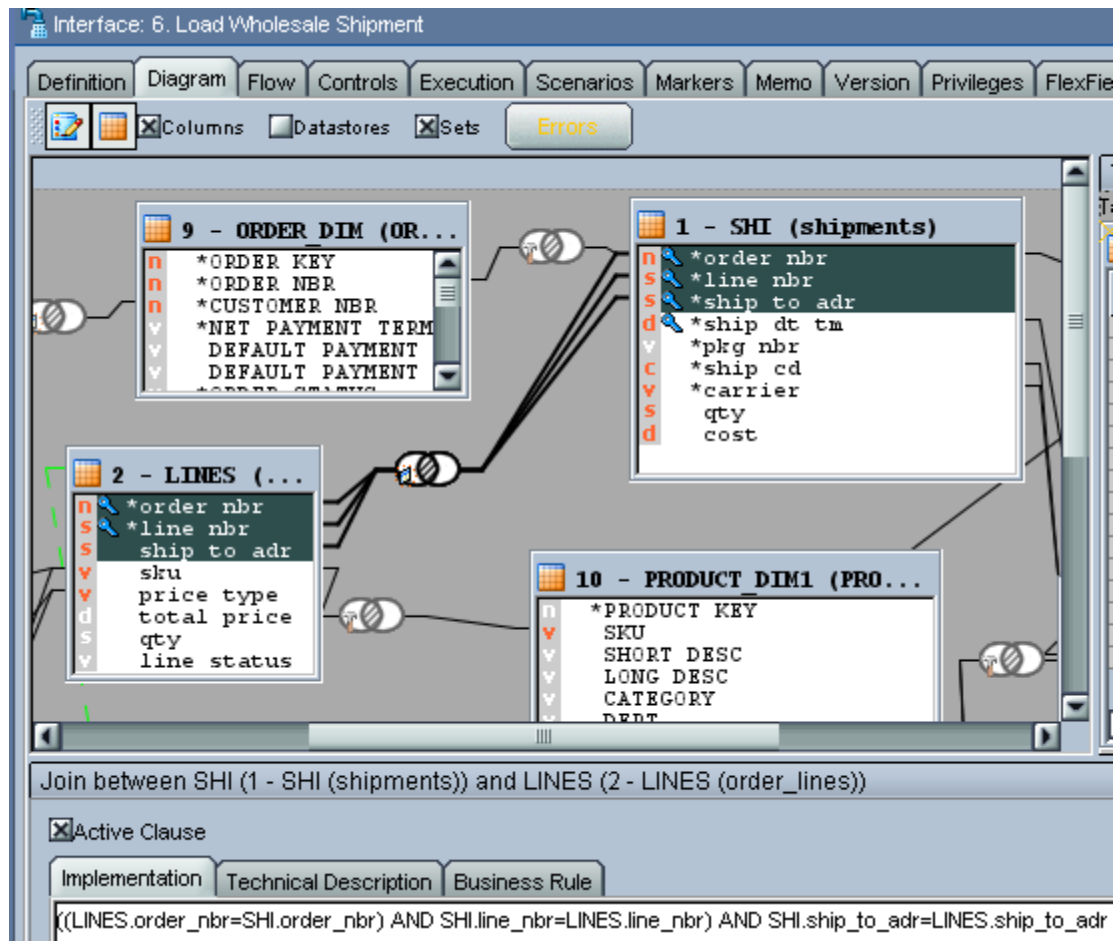 Interface: 6. Load Wholesale Shipment
Definition Diagram Flow Controls Execution Scenarios Markers Memo Version Privileges FlexFie
Columns Datastores Sets Errors
9 - ORDER_DIM (OR...
n *ORDER KEY
n *ORDER NBR
n *CUSTOMER NBR
v *NET PAYMENT TERM
v DEFAULT PAYMENT
v DEFAULT PAYMENT
*ORDER STATUS
1 - SHI (shipments)
n *order nbr
s *line nbr
s *ship to adr
d *ship dt tm
v *pkg nbr
c *ship cd
v *carrier
s qty
d cost
2 - LINES (...
n *order nbr
s *line nbr
s ship to adr
v sku
v price type
d total price
s qty
v line status
10 - PRODUCT_DIM1 (PRO...
n *PRODUCT KEY
v SKU
v SHORT DESC
v LONG DESC
v CATEGORY
v DEPT
Join between SHI (1 - SHI (shipments)) and LINES (2 - LINES (order_lines))
Active Clause
Implementation Technical Description Business Rule
((LINES.order_nbr=SHI.order_nbr) AND SHI.line_nbr=LINES.line_nbr) AND SHI.ship_to_adr=LINES.ship_to_adr